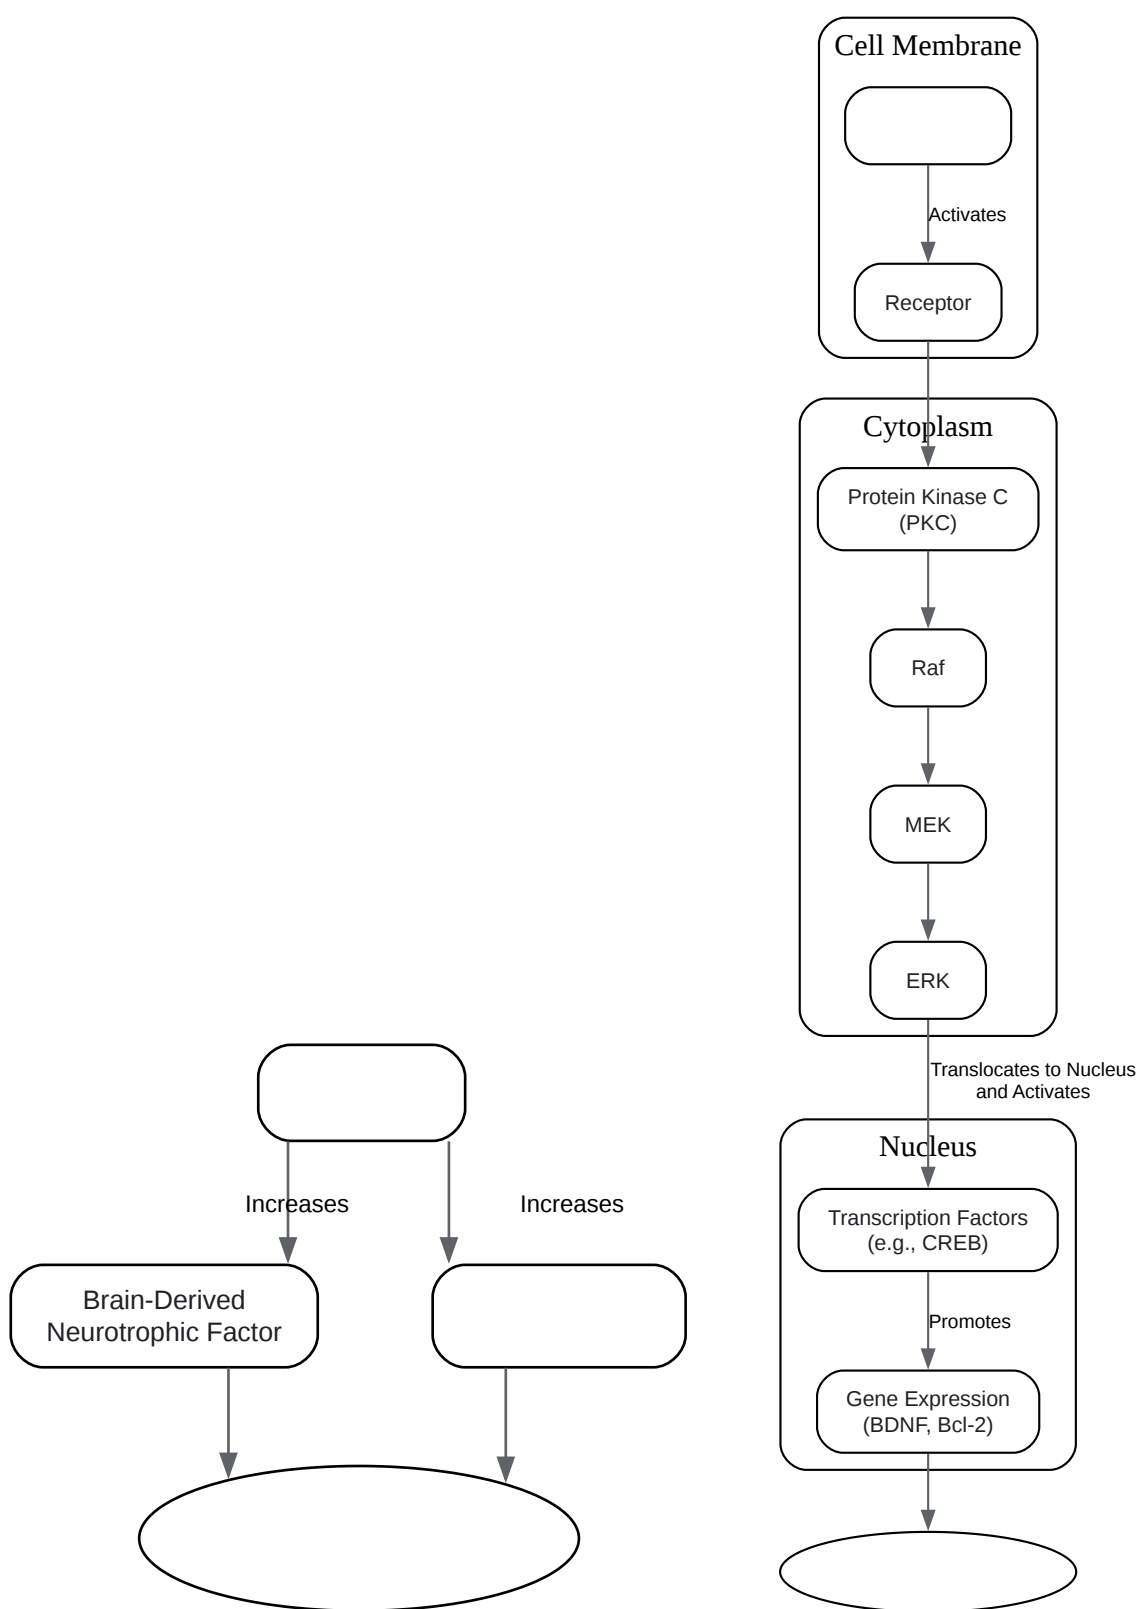 Cell Membrane
Activates
Receptor
Cytoplasm
Protein Kinase C
(PKC)
Raf
MEK
ERK
Translocates to Nucleus
and Activates
Nucleus
Transcription Factors
(e.g., CREB)
Promotes
Gene Expression
(BDNF, Bcl-2)
Increases
Increases
Brain-Derived
Neurotrophic Factor